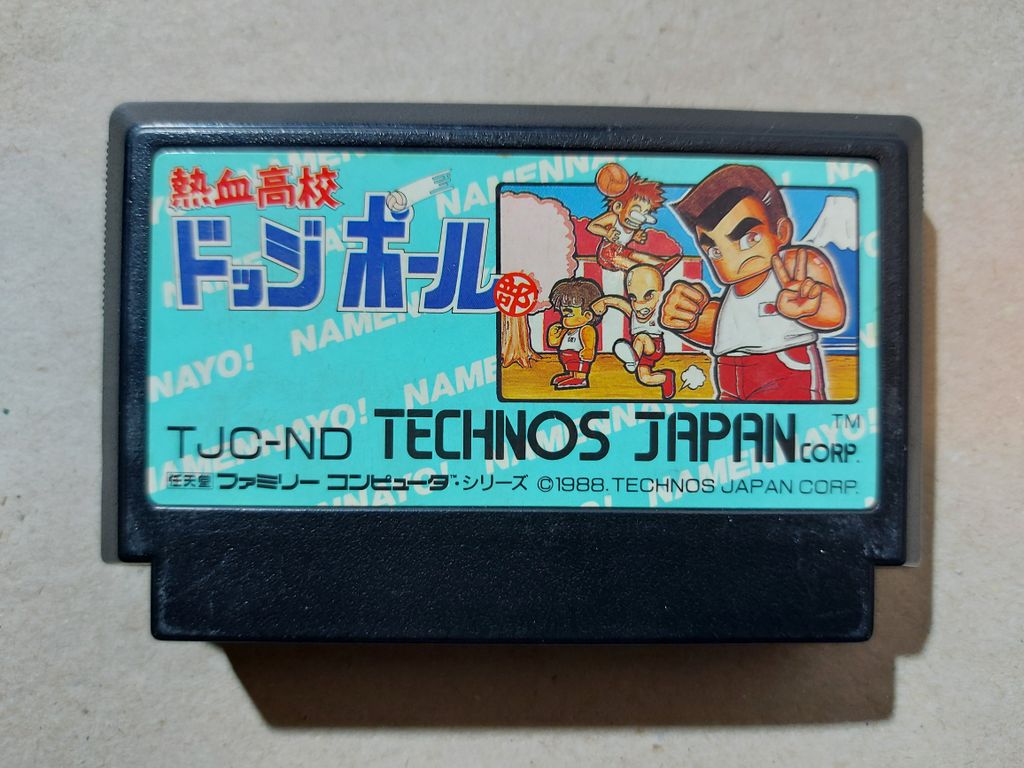 熱血高校
ドッジボール部
NAMENNAYO!
TJC-ND TECHNOS JAPAN CORP.™
任天堂 ファミリーコンピュータ™・シリーズ ©1988. TECHNOS JAPAN CORP.